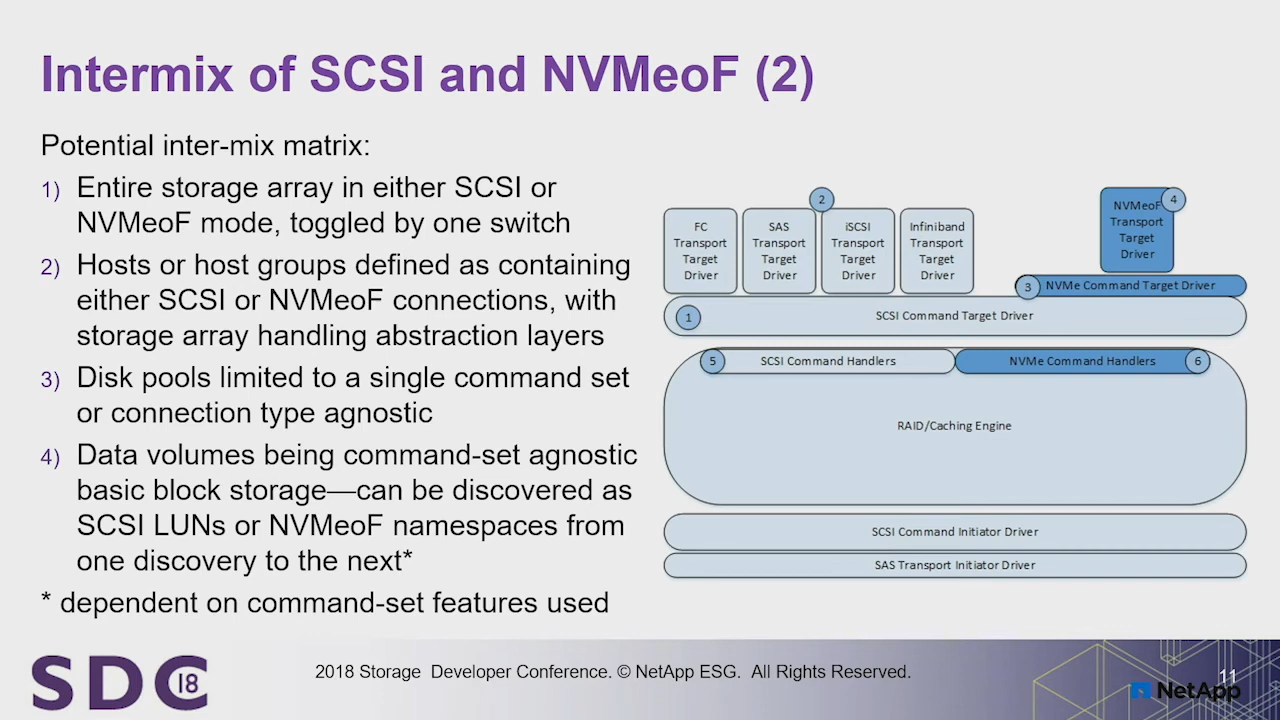 Intermix of SCSI and NVMeoF (2)
Potential inter-mix matrix:
1) Entire storage array in either SCSI or
NVMeoF mode, toggled by one switch
2) Hosts or host groups defined as containing
either SCSI or NVMeoF connections, with
storage array handling abstraction layers
3) Disk pools limited to a single command set
or connection type agnostic
4) Data volumes being command-set agnostic
basic block storage—can be discovered as
SCSI LUNs or NVMeoF namespaces from
one discovery to the next*
* dependent on command-set features used
2
4
FC
Transport
Target
Driver
SAS
Transport
Target
Driver
iSCSI
Transport
Target
Driver
Infiniband
Transport
Target
Driver
NVMeoF
Transport
Target
Driver
3 NVMe Command Target Driver
1 SCSI Command Target Driver
5 SCSI Command Handlers
NVMe Command Handlers 6
RAID/Caching Engine
SCSI Command Initiator Driver
SAS Transport Initiator Driver
SDC 18
2018 Storage Developer Conference. © NetApp ESG. All Rights Reserved.
11
NetApp